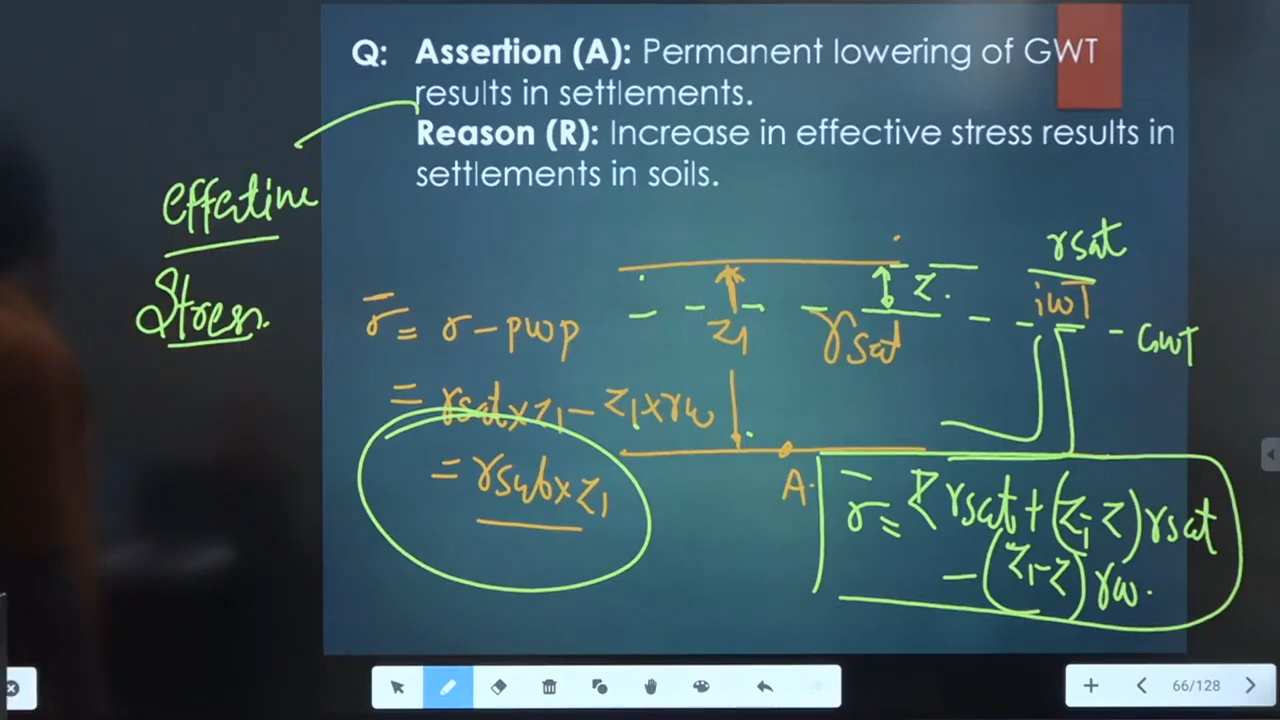 Q: Assertion (A): Permanent lowering of GWT
results in settlements.
Reason (R): Increase in effective stress results in
settlements in soils.
effective
Stress.
γsat
z.
iwT
z1
γsat
GWT
σ̄ = σ - pwp
= γsat×z1 - z1×γw
= γsub×z1
A.
σ̄ = z γsat + (z1-z) γsat
- (z1-z) γw.
66/128